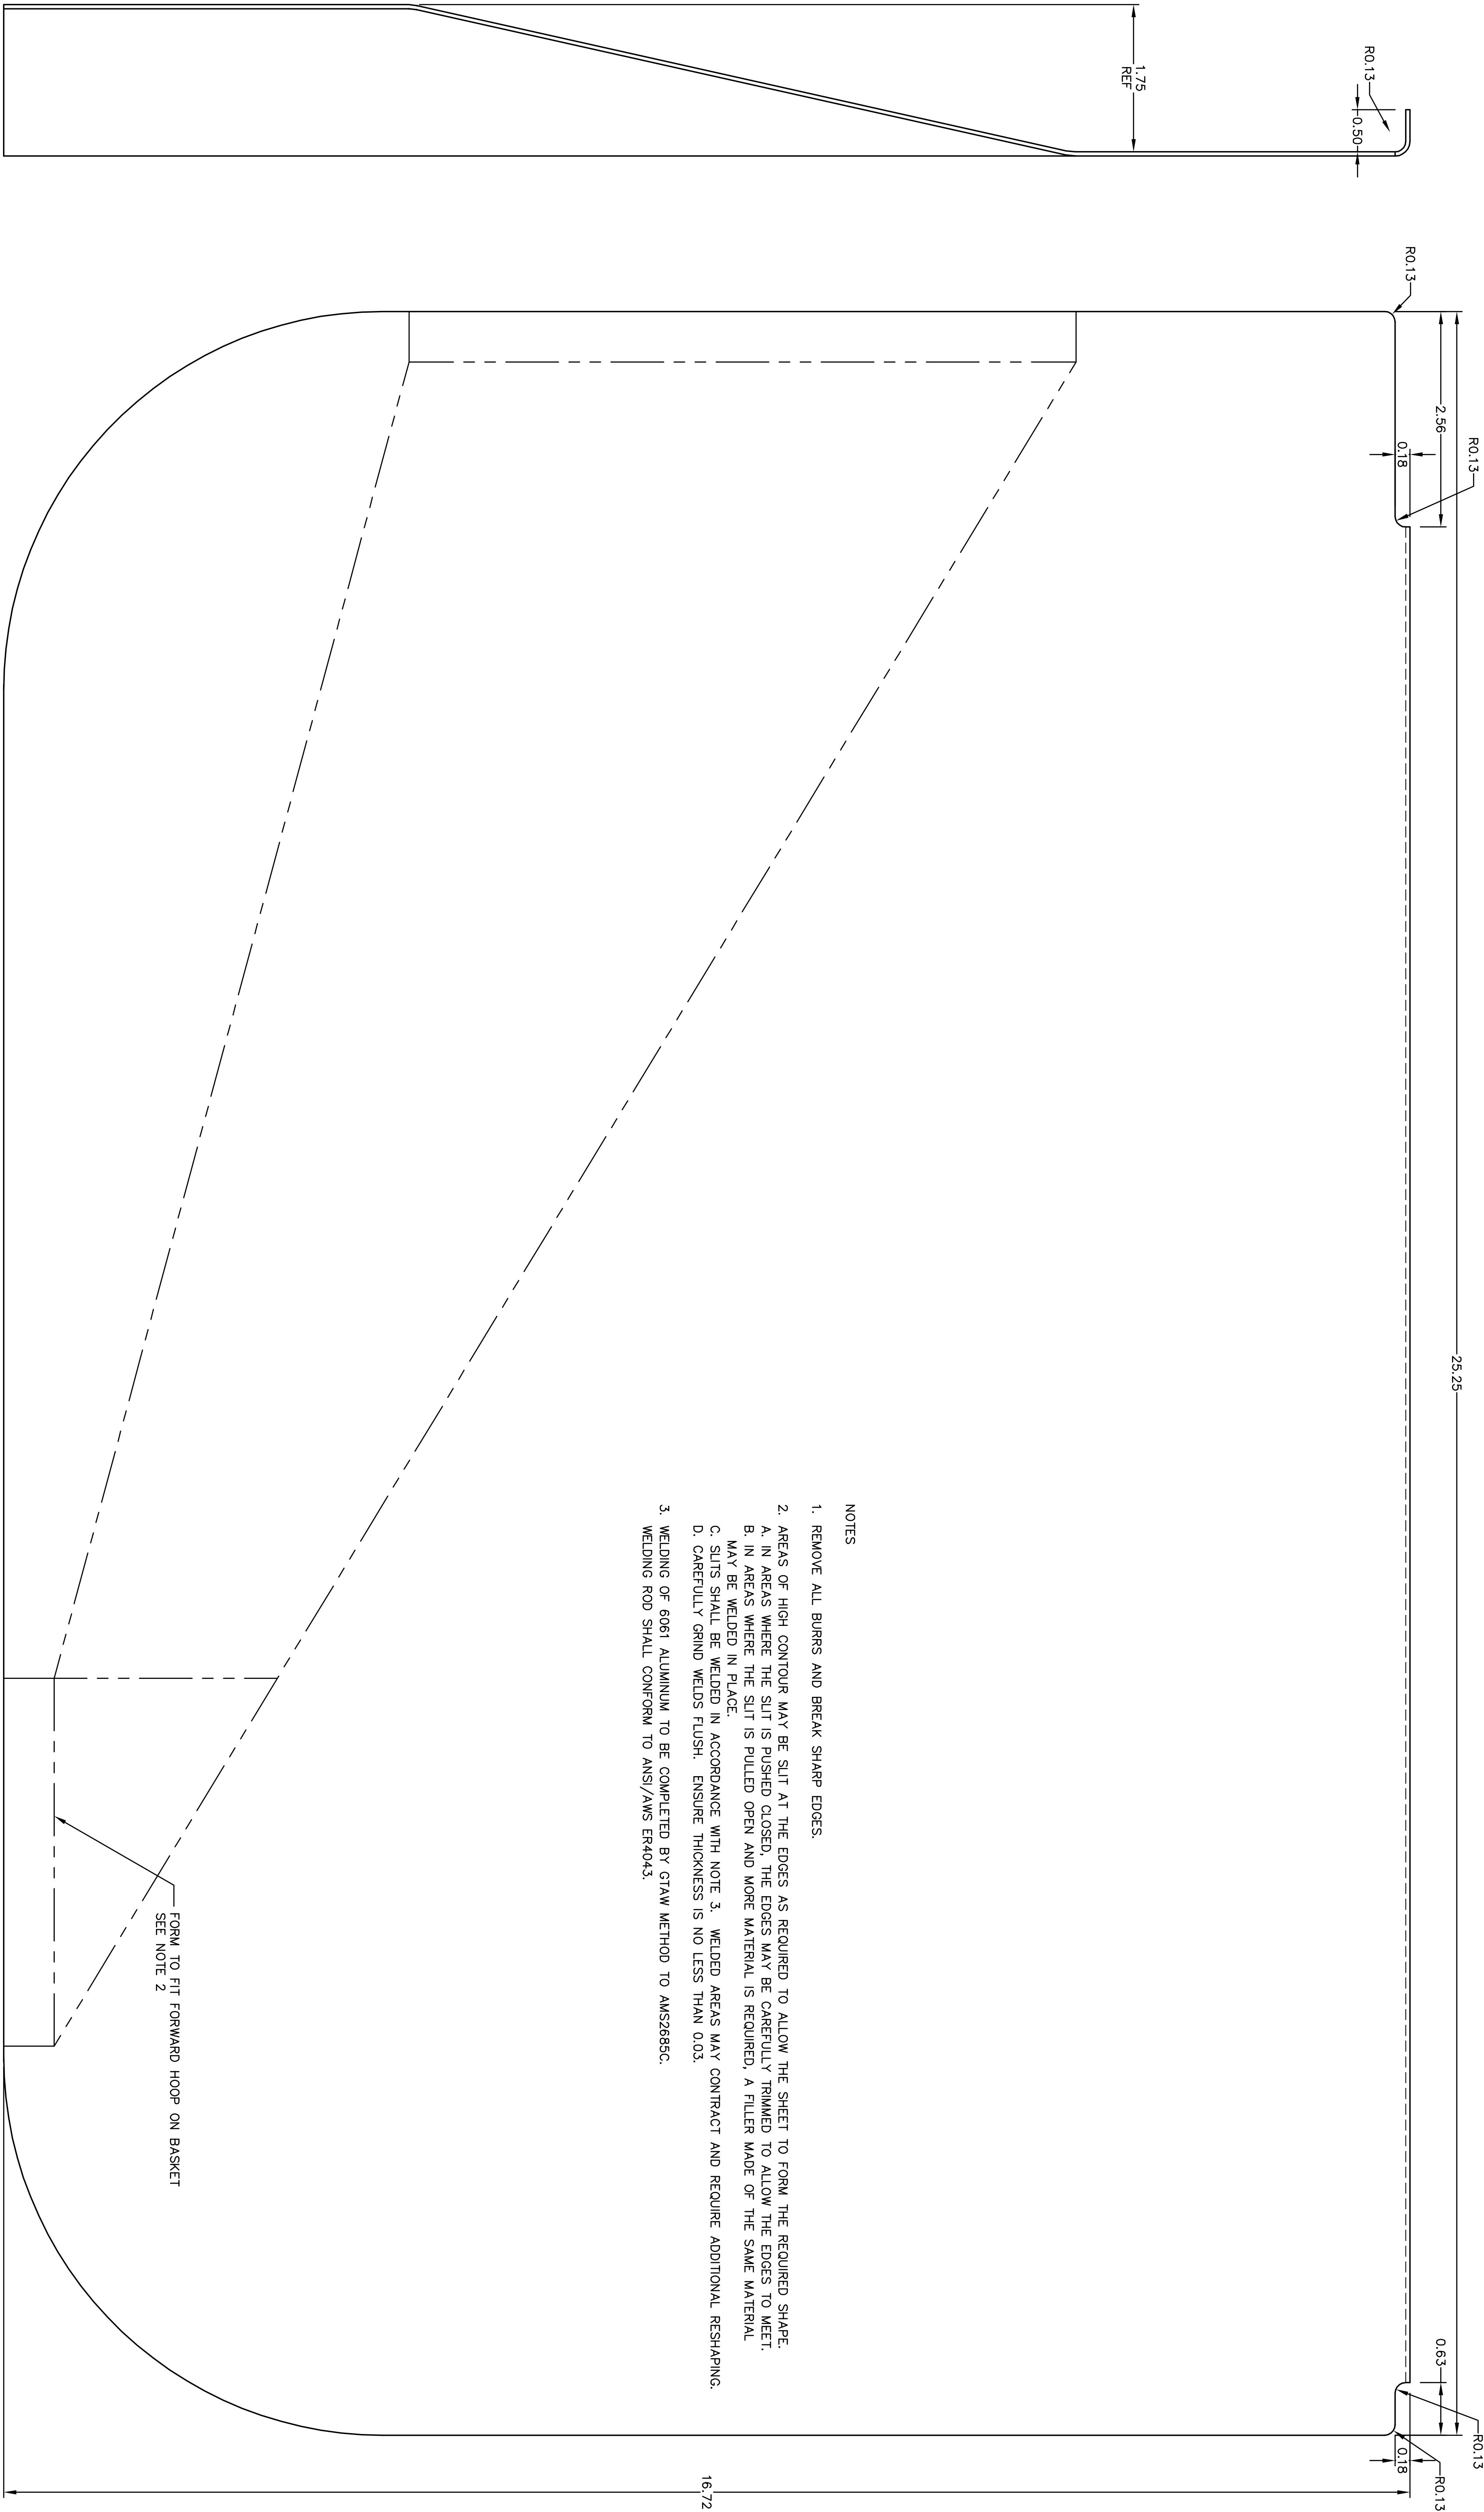 R0.13
2.56
R0.13
0.18
25.25
0.63
R0.13
R0.13
0.18
16.72
R0.13
0.50
1.75
REF
NOTES
1. REMOVE ALL BURRS AND BREAK SHARP EDGES.
2. AREAS OF HIGH CONTOUR MAY BE SLIT AT THE EDGES AS REQUIRED TO ALLOW THE SHEET TO FORM THE REQUIRED SHAPE.
A. IN AREAS WHERE THE SLIT IS PUSHED CLOSED, THE EDGES MAY BE CAREFULLY TRIMMED TO ALLOW THE EDGES TO MEET.
B. IN AREAS WHERE THE SLIT IS PULLED OPEN AND MORE MATERIAL IS REQUIRED, A FILLER MADE OF THE SAME MATERIAL
MAY BE WELDED IN PLACE.
C. SLITS SHALL BE WELDED IN ACCORDANCE WITH NOTE 3. WELDED AREAS MAY CONTRACT AND REQUIRE ADDITIONAL RESHAPING.
D. CAREFULLY GRIND WELDS FLUSH. ENSURE THICKNESS IS NO LESS THAN 0.03.
3. WELDING OF 6061 ALUMINUM TO BE COMPLETED BY GTAW METHOD TO AMS2685C.
WELDING ROD SHALL CONFORM TO ANSI/AWS ER4043.
FORM TO FIT FORWARD HOOP ON BASKET
SEE NOTE 2